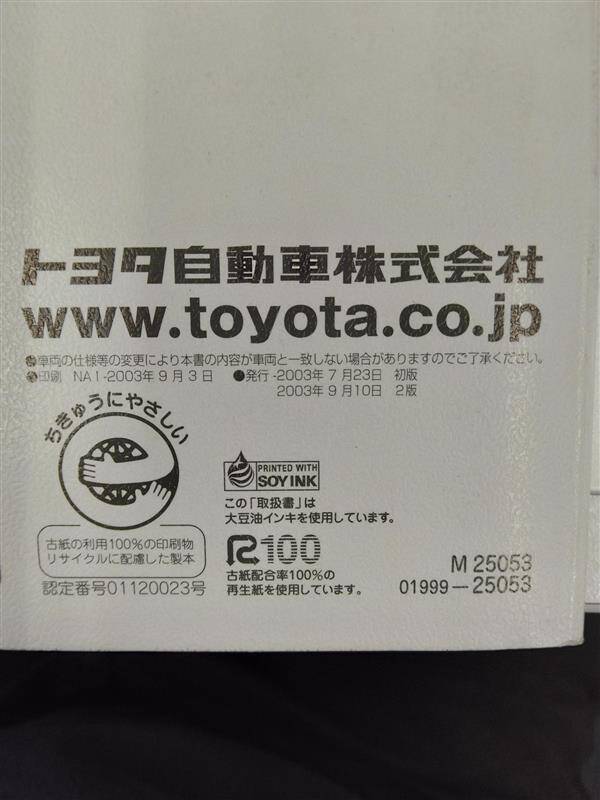 トヨタ自動車株式会社
www.toyota.co.jp
●車両の仕様等の変更により本書の内容が車両と一致しない場合がありますのでご了承ください。
●印刷 NA1-2003年9月3日 ●発行-2003年7月23日 初版
2003年9月10日 2版
ちきゅうにやさしい
古紙の利用100%の印刷物
リサイクルに配慮した製本
認定番号01120023号
PRINTED WITH
SOY INK
この「取扱書」は
大豆油インキを使用しています。
R100
古紙配合率100%の
再生紙を使用しています。
M 25053
01999-25053